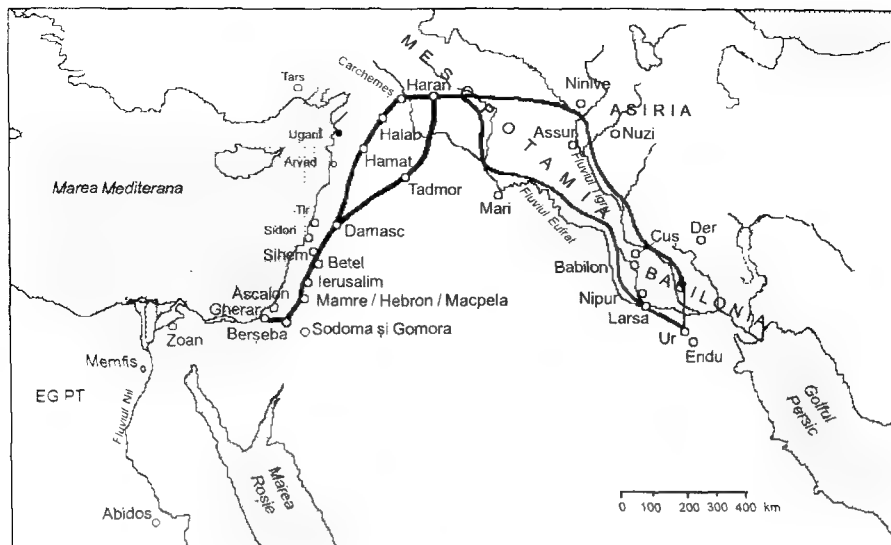 MESOPOTAMIA
Tars
Carchemeș
Haran
Ninive
ASIRIA
Nuzi
Assur
Ugarit
Halab
Hamat
Arvad
Tadmor
Mari
Fluviul Tigru
Fluviul Eufrat
Marea Mediterana
Tir
Sidon
Damasc
Cus
Der
Sihem
Betel
Babilon
BABILONIA
Ierusalim
Ascalon
Mamre / Hebron / Macpela
Nipur
Gherar
Larsa
Berșeba
Sodoma și Gomora
Ur
Zoan
Memfis
EG PT
Fluviul Nil
Golful
Persic
Marea
Roșie
Abidos
0 100 200 300 400 km